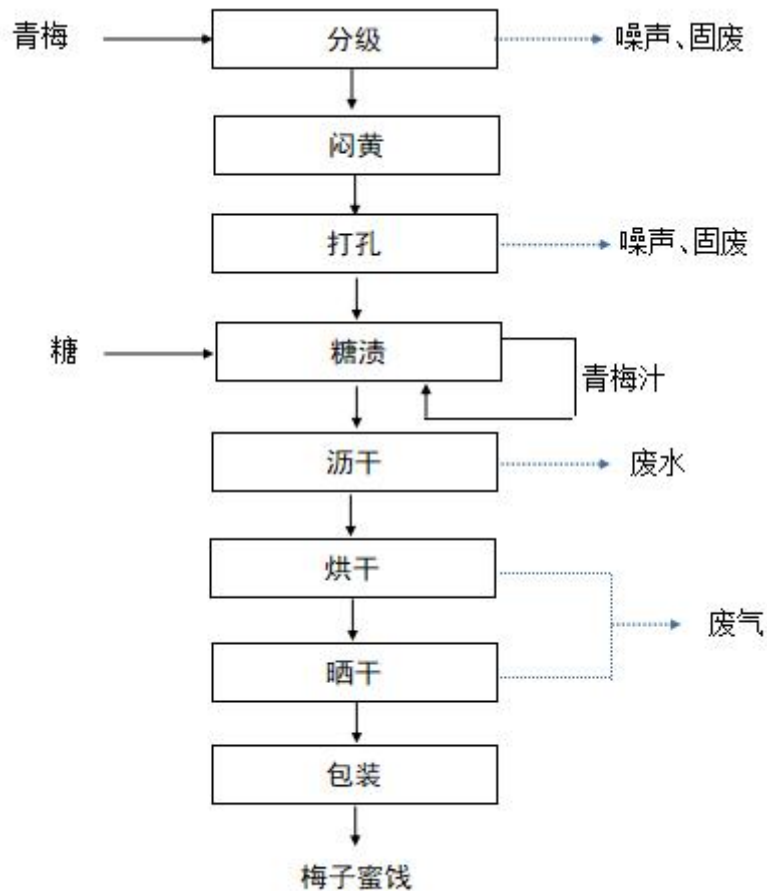 青梅
分级
噪声、固废
闷黄
打孔
噪声、固废
糖
糖渍
青梅汁
沥干
废水
烘干
废气
晒干
包装
梅子蜜饯